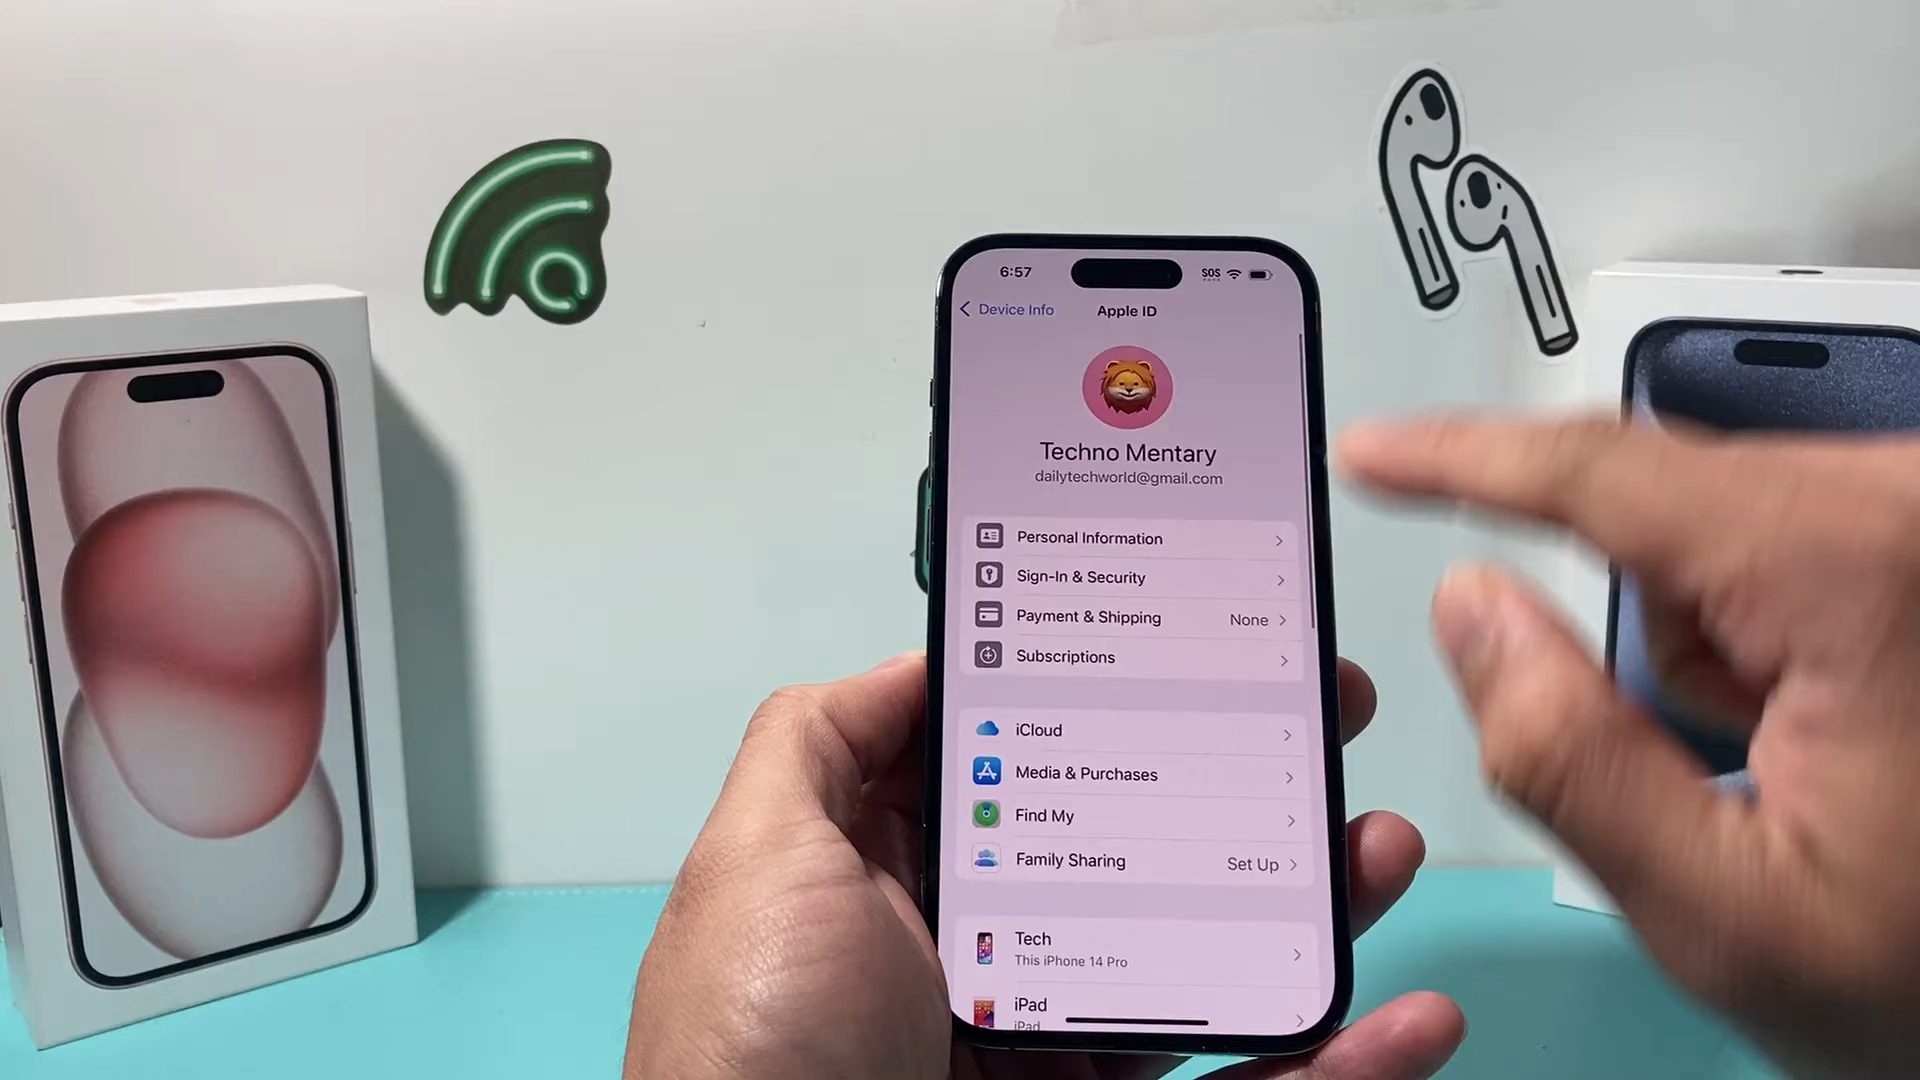 6:57
SOS
Device Info
Apple ID
Techno Mentary
dailytechworld@gmail.com
Personal Information
Sign-In & Security
Payment & Shipping None
Subscriptions
iCloud
Media & Purchases
Find My
Family Sharing Set Up
Tech
This iPhone 14 Pro
iPad
iPad